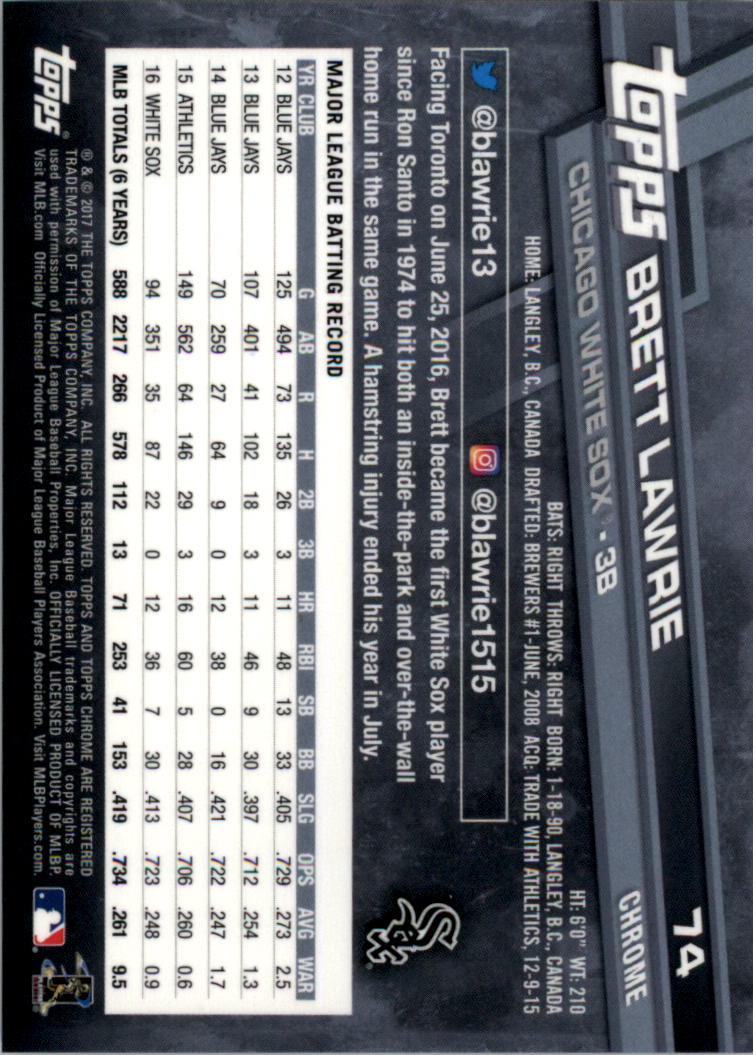 topps BRETT LAWRIE 74
CHICAGO WHITE SOX® • 3B CHROME
HT: 6'0" WT: 210
BATS: RIGHT THROWS: RIGHT BORN: 1-18-90, LANGLEY, B.C., CANADA
HOME: LANGLEY, B.C., CANADA DRAFTED: BREWERS #1-JUNE, 2008 ACQ: TRADE WITH ATHLETICS, 12-9-15
@blawrie13 @blawrie1515
Facing Toronto on June 25, 2016, Brett became the first White Sox player
since Ron Santo in 1974 to hit both an inside-the-park and over-the-wall
home run in the same game. A hamstring injury ended his year in July.
Sox
MAJOR LEAGUE BATTING RECORD
YR CLUB G AB R H 2B 3B HR RBI SB BB SLG OPS AVG WAR
12 BLUE JAYS 125 494 73 135 26 3 11 48 13 33 .405 .729 .273 2.5
13 BLUE JAYS 107 401 41 102 18 3 11 46 9 30 .397 .712 .254 1.3
14 BLUE JAYS 70 259 27 64 9 0 12 38 0 16 .421 .722 .247 1.7
15 ATHLETICS 149 562 64 146 29 3 16 60 5 28 .407 .706 .260 0.6
16 WHITE SOX 94 351 35 87 22 0 12 36 7 30 .413 .723 .248 0.9
MLB TOTALS (6 YEARS) 588 2217 266 578 112 13 71 253 41 153 .419 .734 .261 9.5
topps®
® & © 2017 THE TOPPS COMPANY, INC. ALL RIGHTS RESERVED. TOPPS AND TOPPS CHROME ARE REGISTERED
TRADEMARKS OF THE TOPPS COMPANY, INC. Major League Baseball trademarks and copyrights are
used with permission of Major League Baseball Properties, Inc. OFFICIALLY LICENSED PRODUCT OF MLBP.
Visit MLB.com Officially Licensed Product of Major League Baseball Players Association. Visit MLBPlayers.com.